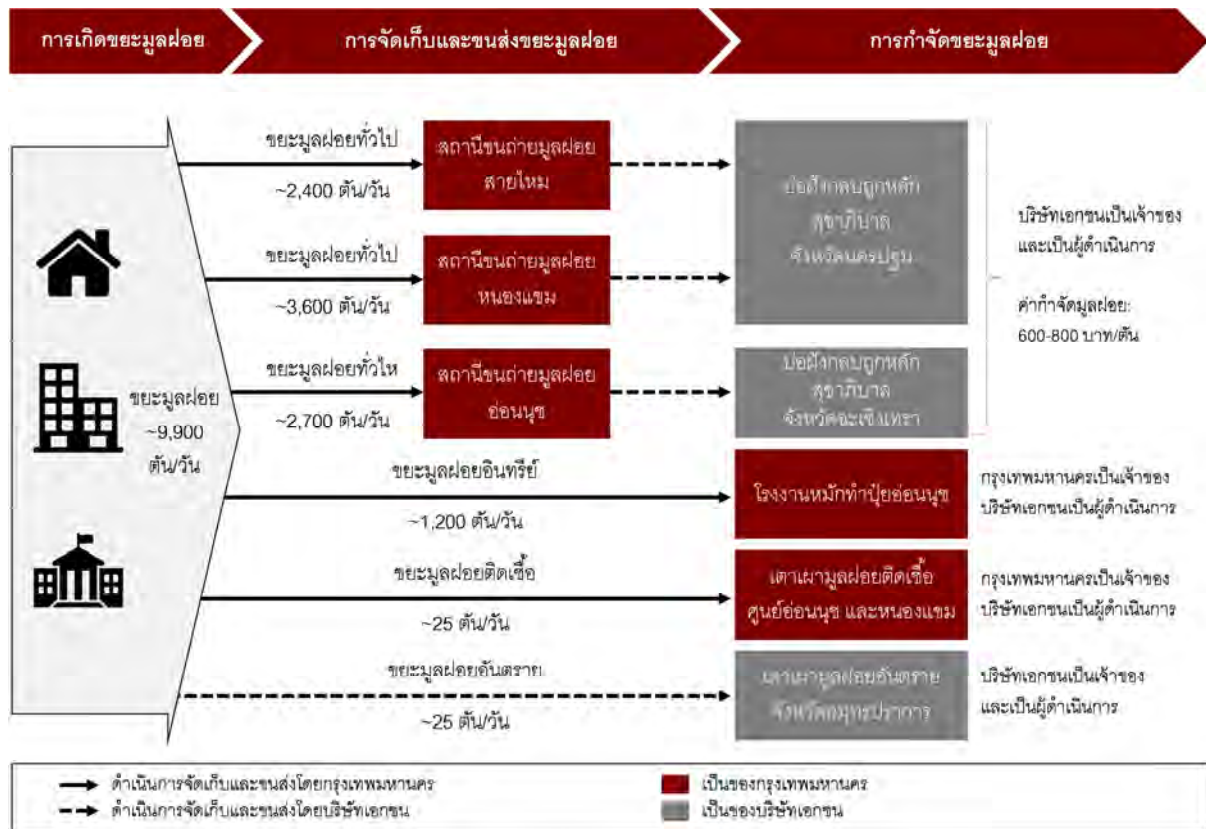 การเกิดขยะมูลฝอย
การจัดเก็บและขนส่งขยะมูลฝอย
การกำจัดขยะมูลฝอย
ขยะมูลฝอย
~9,900
ตัน/วัน
ขยะมูลฝอยทั่วไป
~2,400 ตัน/วัน
สถานีขนถ่ายมูลฝอย
สายไหม
ขยะมูลฝอยทั่วไป
~3,600 ตัน/วัน
สถานีขนถ่ายมูลฝอย
หนองแขม
บ่อฝังกลบถูกหลัก
สุขาภิบาล
จังหวัดนครปฐม
ขยะมูลฝอยทั่วไห
~2,700 ตัน/วัน
สถานีขนถ่ายมูลฝอย
อ่อนนุช
บ่อฝังกลบถูกหลัก
สุขาภิบาล
จังหวัดฉะเชิงเทรา
บริษัทเอกชนเป็นเจ้าของ
และเป็นผู้ดำเนินการ
ค่ากำจัดมูลฝอย:
600-800 บาท/ตัน
ขยะมูลฝอยอินทรีย์
~1,200 ตัน/วัน
โรงงานหมักทำปุ๋ยอ่อนนุช
กรุงเทพมหานครเป็นเจ้าของ
บริษัทเอกชนเป็นผู้ดำเนินการ
ขยะมูลฝอยติดเชื้อ
~25 ตัน/วัน
เตาเผามูลฝอยติดเชื้อ
ศูนย์อ่อนนุช และหนองแขม
กรุงเทพมหานครเป็นเจ้าของ
บริษัทเอกชนเป็นผู้ดำเนินการ
ขยะมูลฝอยอันตราย
~25 ตัน/วัน
เตาเผามูลฝอยอันตราย
จังหวัดสมุทรปราการ
บริษัทเอกชนเป็นเจ้าของ
และเป็นผู้ดำเนินการ
ดำเนินการจัดเก็บและขนส่งโดยกรุงเทพมหานคร
ดำเนินการจัดเก็บและขนส่งโดยบริษัทเอกชน
เป็นของกรุงเทพมหานคร
เป็นของบริษัทเอกชน